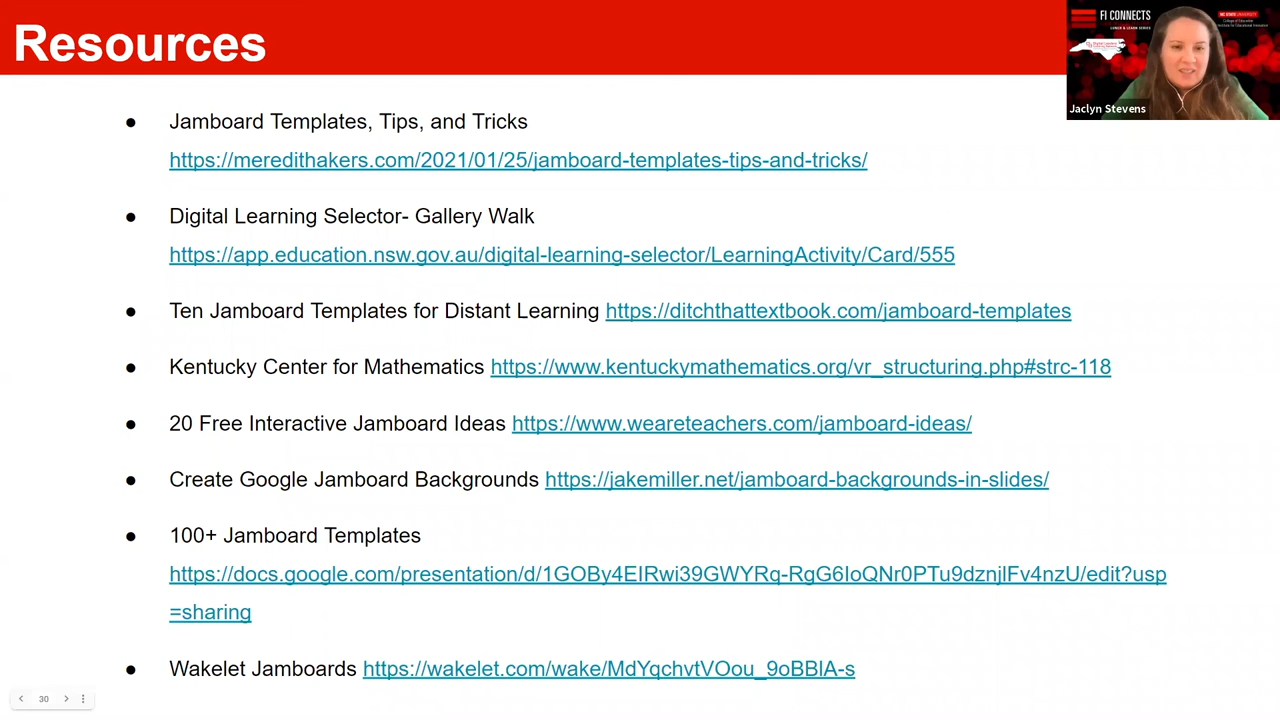 Resources
FI CONNECTS
Jaclyn Stevens
● Jamboard Templates, Tips, and Tricks
https://meredithakers.com/2021/01/25/jamboard-templates-tips-and-tricks/
● Digital Learning Selector- Gallery Walk
https://app.education.nsw.gov.au/digital-learning-selector/LearningActivity/Card/555
● Ten Jamboard Templates for Distant Learning https://ditchthattextbook.com/jamboard-templates
● Kentucky Center for Mathematics https://www.kentuckymathematics.org/vr_structuring.php#strc-118
● 20 Free Interactive Jamboard Ideas https://www.weareteachers.com/jamboard-ideas/
● Create Google Jamboard Backgrounds https://jakemiller.net/jamboard-backgrounds-in-slides/
● 100+ Jamboard Templates
https://docs.google.com/presentation/d/1GOBy4EIRwi39GWYRq-RgG6IoQNr0PTu9dznjlFv4nzU/edit?usp
=sharing
● Wakelet Jamboards https://wakelet.com/wake/MdYqchvtVOou_9oBBlA-s
30